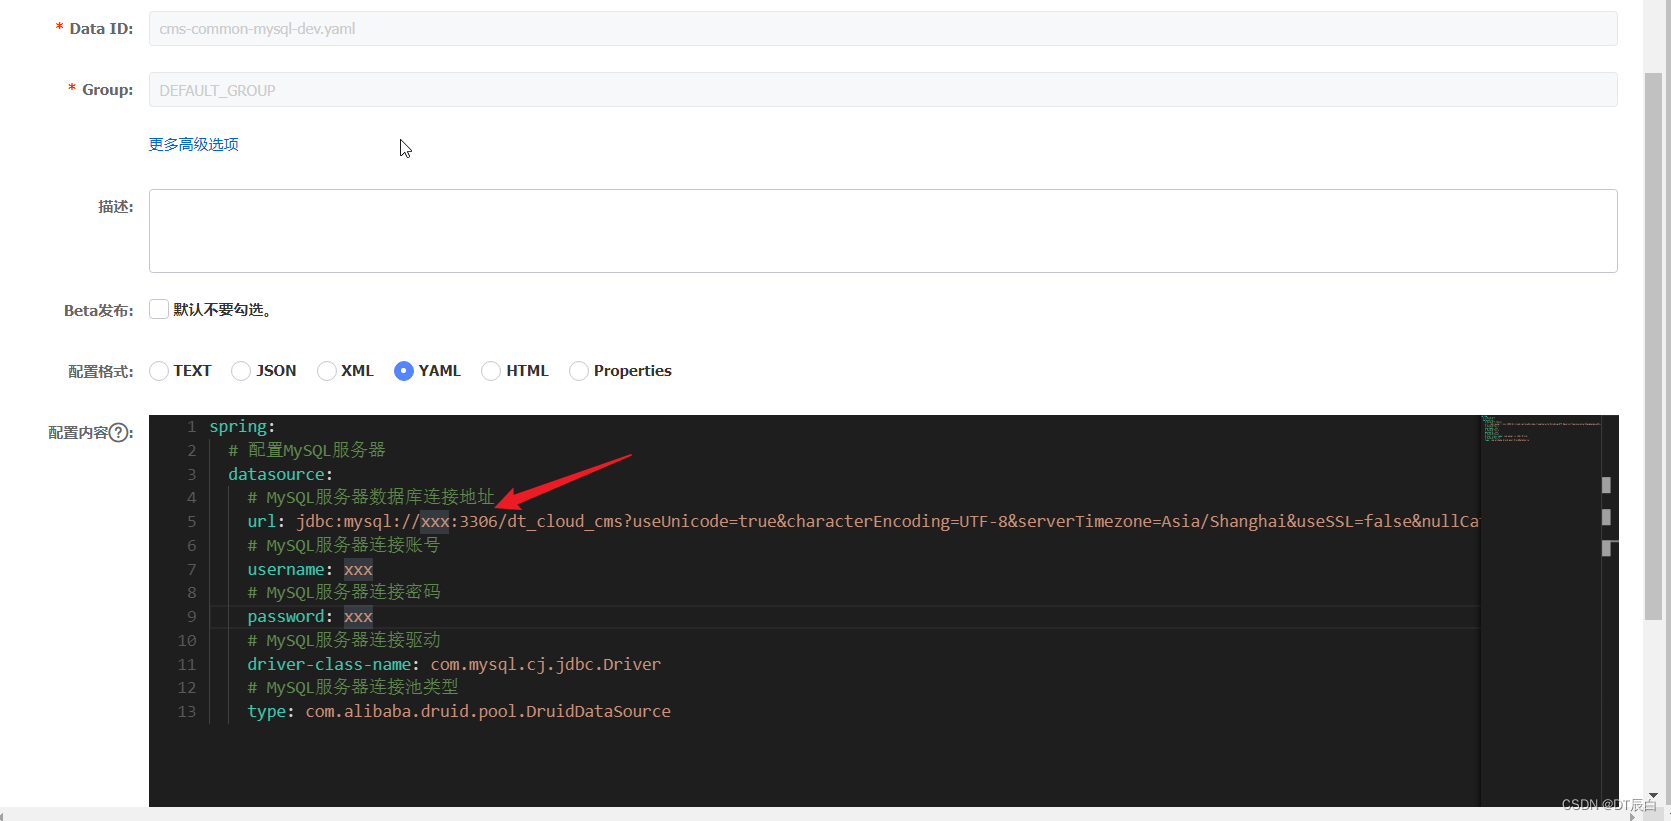 * Data ID: cms-common-mysql-dev.yaml
* Group: DEFAULT_GROUP
更多高级选项
描述:
Beta发布: 默认不要勾选。
配置格式: TEXT JSON XML YAML HTML Properties
配置内容?:
1 spring:
2 # 配置MySQL服务器
3 datasource:
4 # MySQL服务器数据库连接地址
5 url: jdbc:mysql://xxx:3306/dt_cloud_cms?useUnicode=true&characterEncoding=UTF-8&serverTimezone=Asia/Shanghai&useSSL=false&nullCa
6 # MySQL服务器连接账号
7 username: xxx
8 # MySQL服务器连接密码
9 password: xxx
10 # MySQL服务器连接驱动
11 driver-class-name: com.mysql.cj.jdbc.Driver
12 # MySQL服务器连接池类型
13 type: com.alibaba.druid.pool.DruidDataSource
CSDN @DT辰白